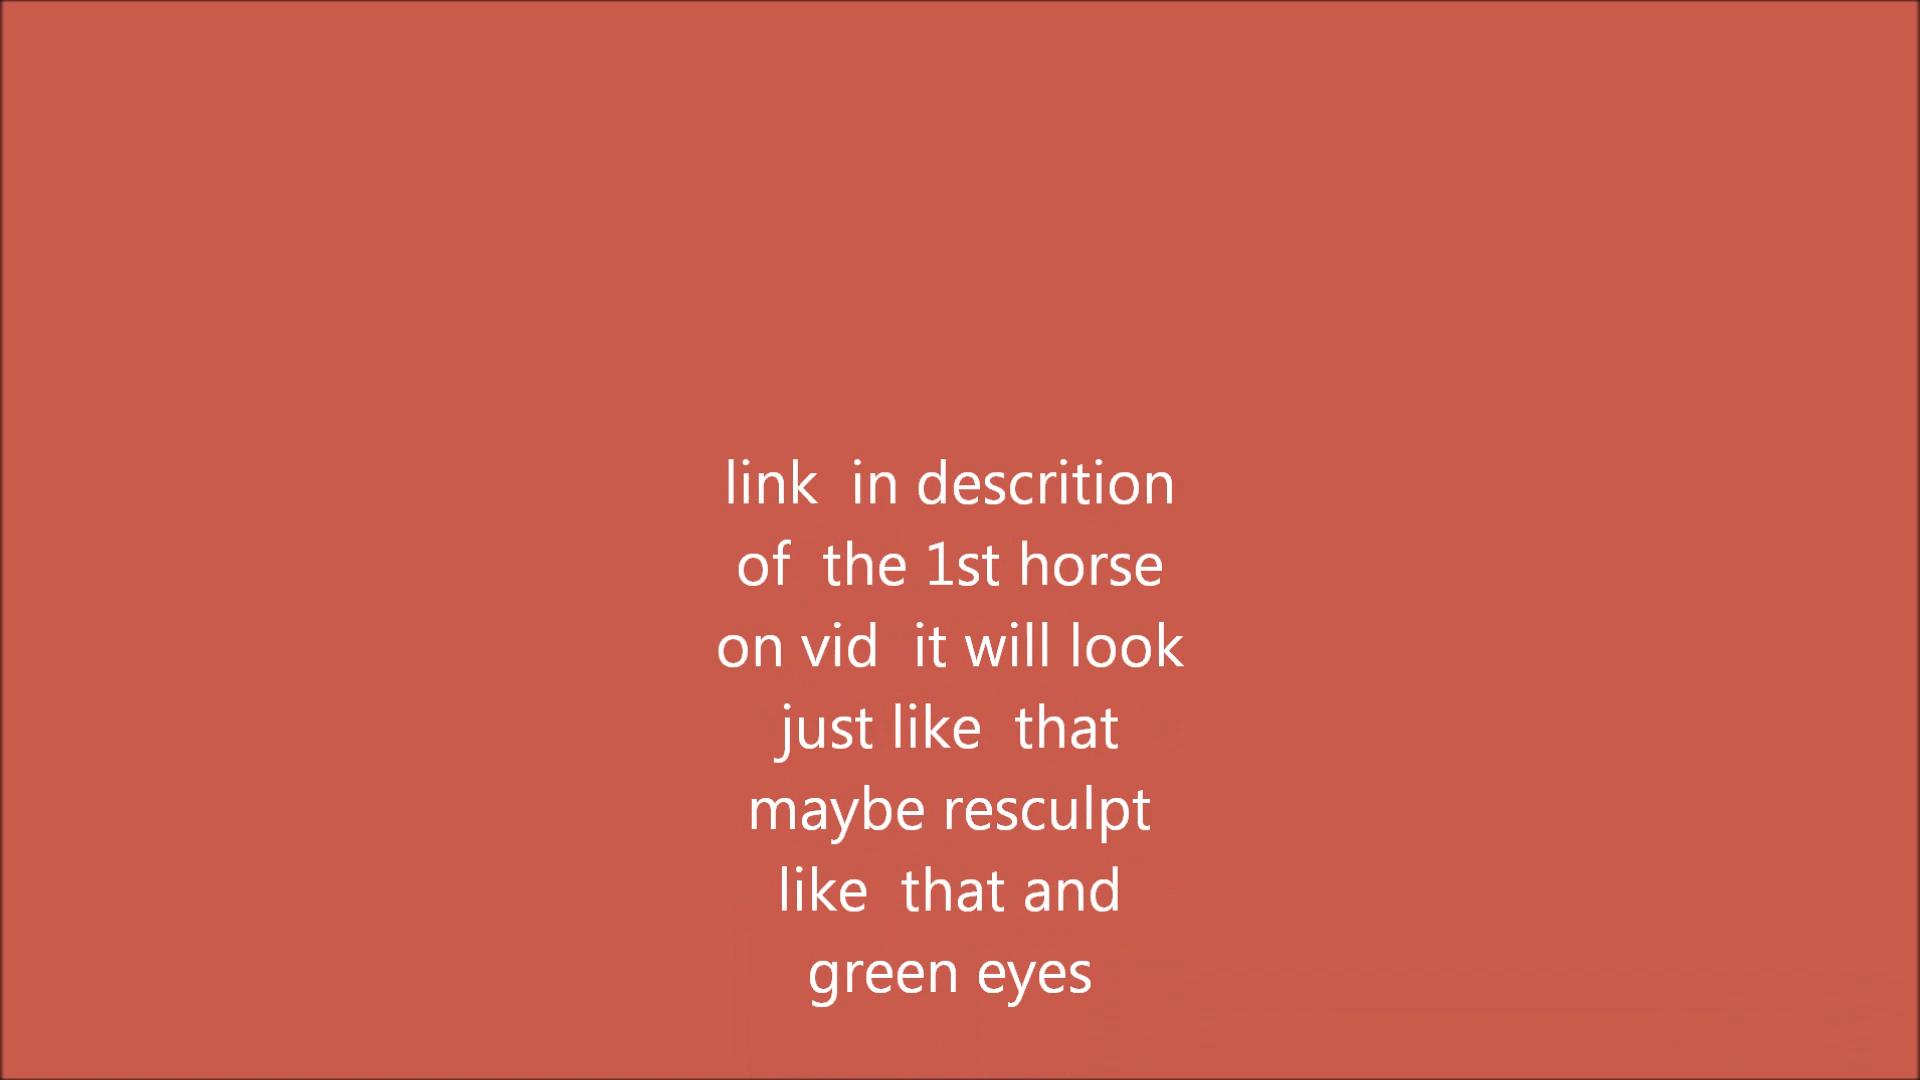 link  in descrition
of  the 1st horse
on vid  it will look
just like  that
maybe resculpt
like  that and
green eyes